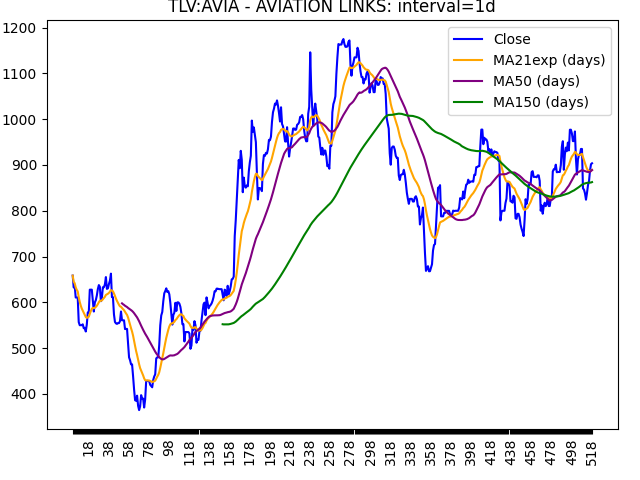 TLV:AVIA - AVIATION LINKS: interval=1d
Close
MA21exp (days)
MA50 (days)
MA150 (days)
1200
1100
1000
900
800
700
600
500
400
18 38 58 78 98 118 138 158 178 198 218 238 258 278 298 318 338 358 378 398 418 438 458 478 498 518